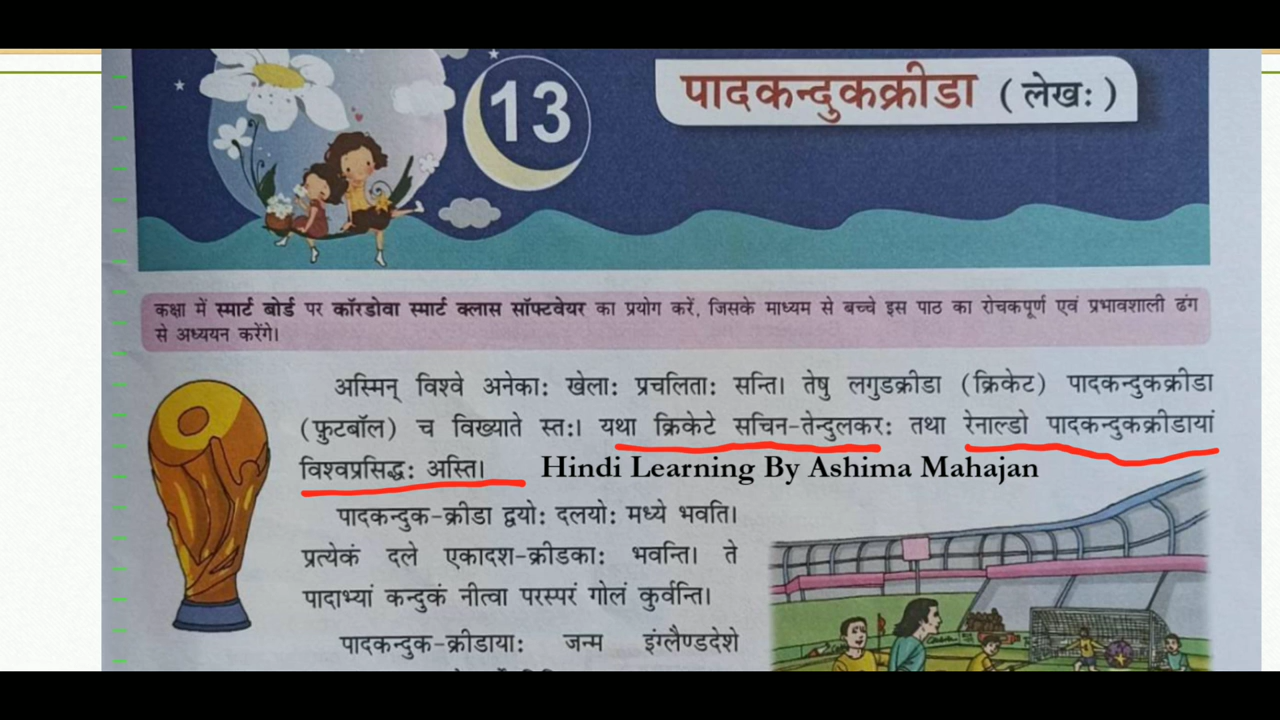 13
पादकन्दुकक्रीडा (लेखः)
कक्षा में स्मार्ट बोर्ड पर कॉरडोवा स्मार्ट क्लास सॉफ्टवेयर का प्रयोग करें, जिसके माध्यम से बच्चे इस पाठ का रोचकपूर्ण एवं प्रभावशाली ढंग
से अध्ययन करेंगे।
अस्मिन् विश्वे अनेकाः खेलाः प्रचलिताः सन्ति। तेषु लगुडक्रीडा (क्रिकेट) पादकन्दुकक्रीडा
(फ़ुटबॉल) च विख्याते स्तः। यथा क्रिकेटे सचिन-तेन्दुलकरः तथा रेनाल्डो पादकन्दुकक्रीडायां
विश्वप्रसिद्धः अस्ति।
Hindi Learning By Ashima Mahajan
पादकन्दुक-क्रीडा द्वयोः दलयोः मध्ये भवति।
प्रत्येकं दले एकादश-क्रीडकाः भवन्ति। ते
पादाभ्यां कन्दुकं नीत्वा परस्परं गोलं कुर्वन्ति।
पादकन्दुक-क्रीडायाः जन्म इंग्लैण्डदेशे